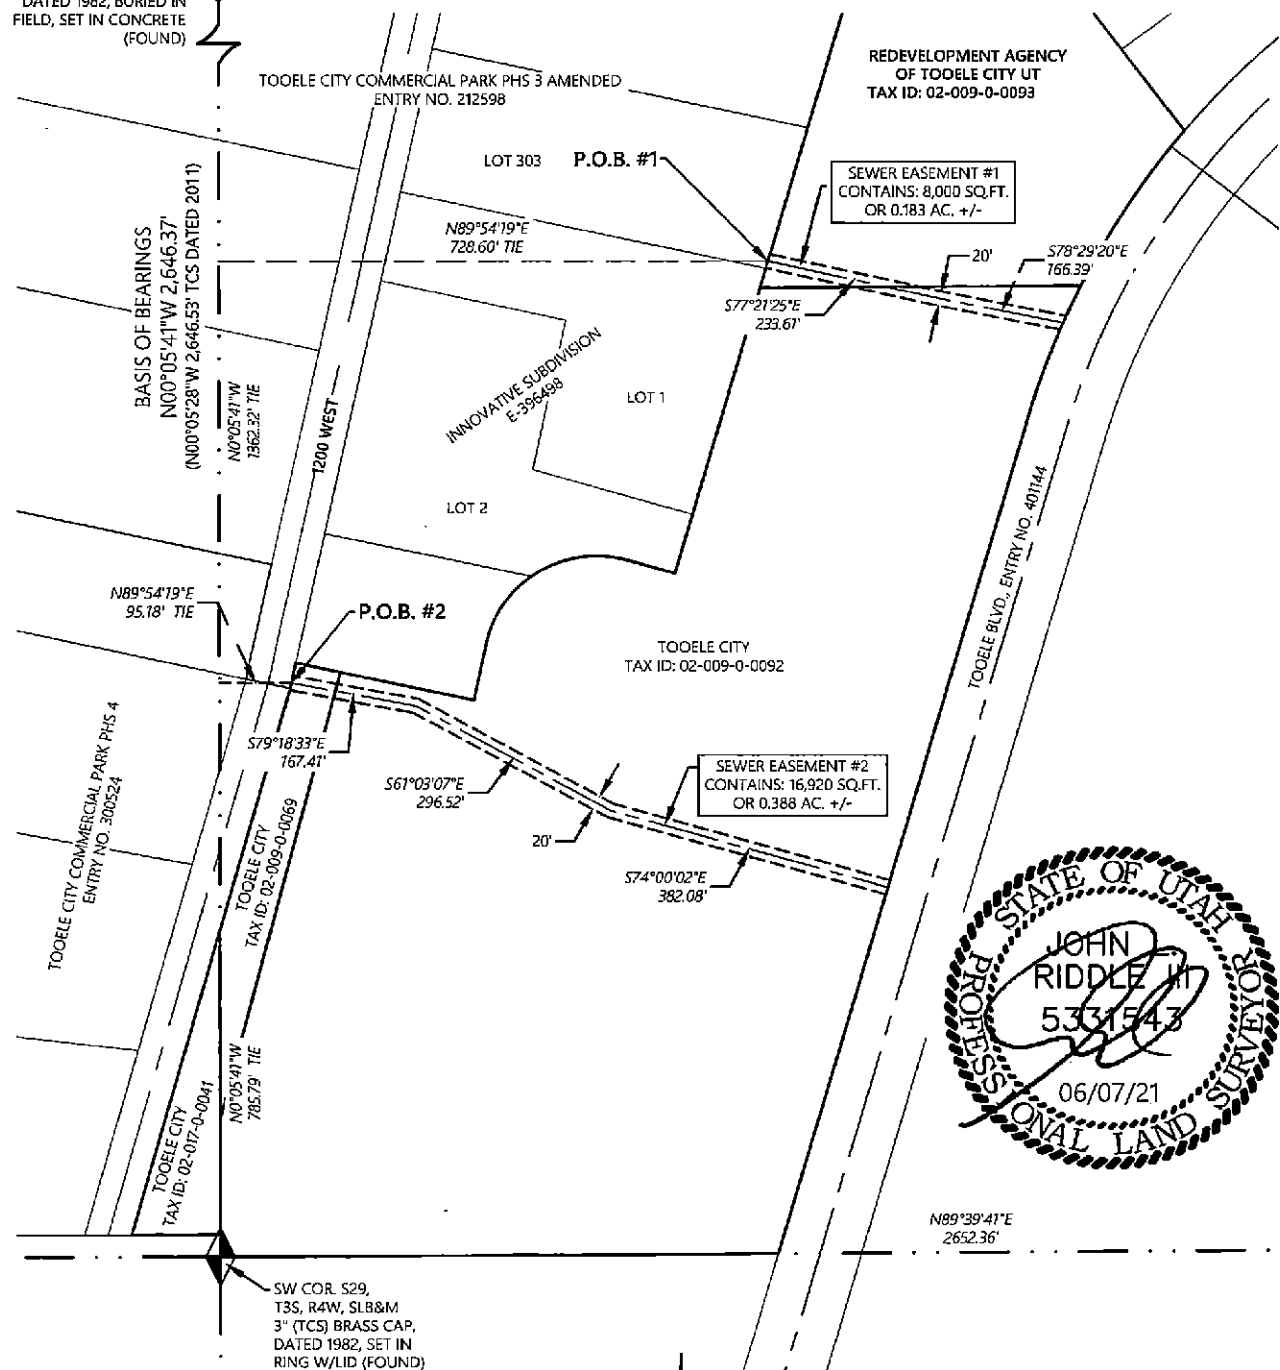 DATED 1982, BURIED IN
FIELD, SET IN CONCRETE
(FOUND)
TOOELE CITY COMMERCIAL PARK PHS 3 AMENDED
ENTRY NO. 212598
REDEVELOPMENT AGENCY
OF TOOELE CITY UT
TAX ID: 02-009-0-0093
LOT 303
P.O.B. #1
SEWER EASEMENT #1
CONTAINS: 8,000 SQ.FT.
OR 0.183 AC. +/-
BASIS OF BEARINGS
N00°05'41"W 2,646.37'
(N00°05'28"W 2,646.53' TCS DATED 2011)
N89°54'19"E
728.60' TIE
20'
S78°29'20"E
166.39'
S77°21'25"E
233.61'
N0°05'41"W
1362.32' TIE
1200 WEST
INNOVATIVE SUBDIVISION
E-396498
LOT 1
LOT 2
TOOELE BLVD., ENTRY NO. 401144
N89°54'19"E
95.18' TIE
P.O.B. #2
TOOELE CITY
TAX ID: 02-009-0-0092
S79°18'33"E
167.41'
S61°03'07"E
296.52'
20'
SEWER EASEMENT #2
CONTAINS: 16,920 SQ.FT.
OR 0.388 AC. +/-
S74°00'02"E
382.08'
TOOELE CITY COMMERCIAL PARK PHS 4
ENTRY NO. 300524
TOOELE CITY
TAX ID: 02-009-0-0069
N0°05'41"W
785.79' TIE
TOOELE CITY
TAX ID: 02-017-0-0041
STATE OF UTAH
JOHN
RIDDLE III
5331543
06/07/21
PROFESSIONAL LAND SURVEYOR
N89°39'41"E
2652.36'
SW COR. S29,
T3S, R4W, SLB&M
3" (TCS) BRASS CAP,
DATED 1982, SET IN
RING W/LID (FOUND)